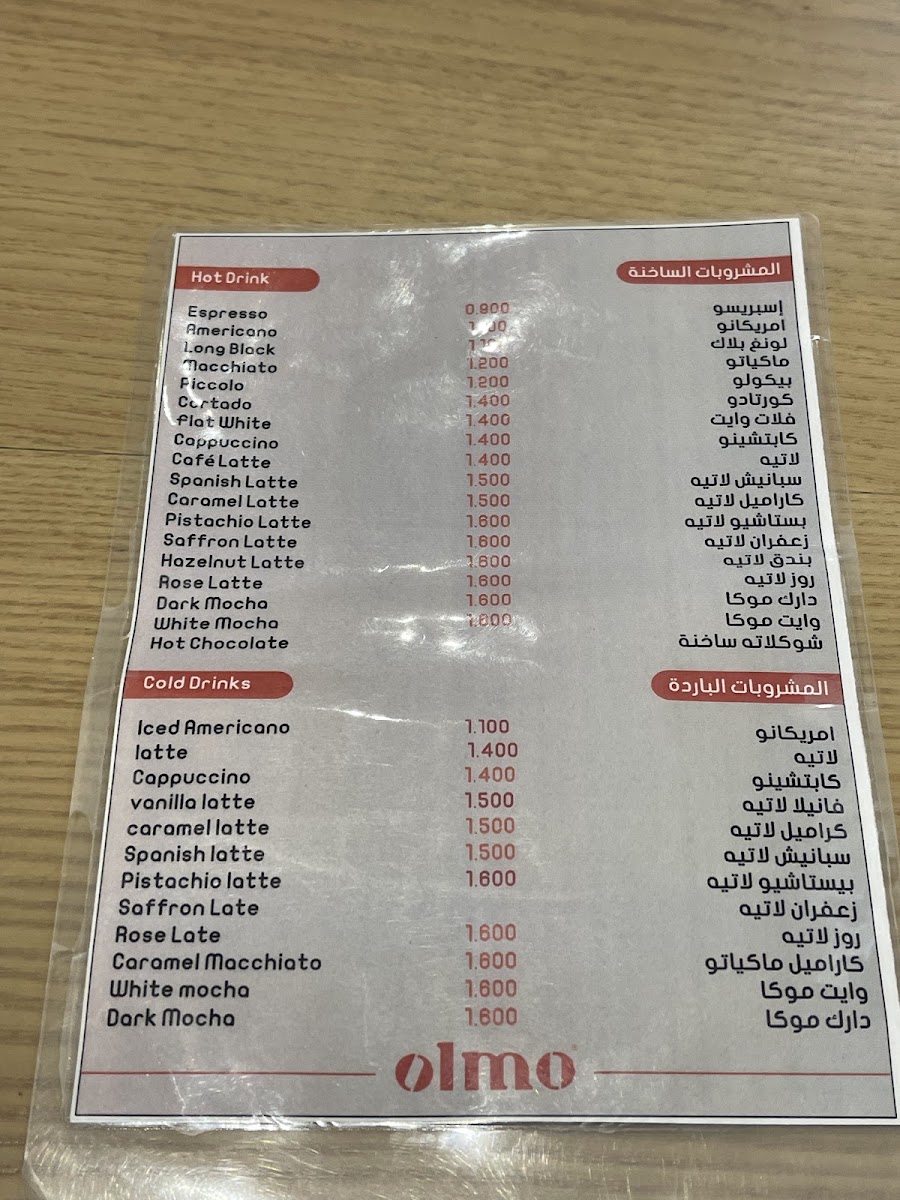 Hot Drink المشروبات الساخنة
Espresso 0.900 إسبريسو
Americano امريكانو
Long Black لونغ بلاك
Macchiato 1.200 ماكياتو
Piccolo 1.200 بيكولو
Cortado 1.400 كورتادو
flat White 1.400 فلات وايت
Cappuccino 1.400 كابتشينو
Café Latte 1.400 لاتيه
Spanish Latte 1.500 سبانيش لاتيه
Caramel Latte 1.500 كاراميل لاتيه
Pistachio Latte 1.600 بستاشيو لاتيه
Saffron Latte 1.600 زعفران لاتيه
Hazelnut Latte 1.600 بندق لاتيه
Rose Latte 1.600 روز لاتيه
Dark Mocha 1.600 دارك موكا
White Mocha 1.600 وايت موكا
Hot Chocolate شوكلاته ساخنة
Cold Drinks المشروبات الباردة
Iced Americano 1.100 امريكانو
latte 1.400 لاتيه
Cappuccino 1.400 كابتشينو
vanilla latte 1.500 فانيلا لاتيه
caramel latte 1.500 كراميل لاتيه
Spanish latte 1.500 سبانيش لاتيه
Pistachio latte 1.600 بيستاشيو لاتيه
Saffron Late زعفران لاتيه
Rose Late 1.600 روز لاتيه
Caramel Macchiato 1.600 كاراميل ماكياتو
White mocha 1.600 وايت موكا
Dark Mocha 1.600 دارك موكا
olmo